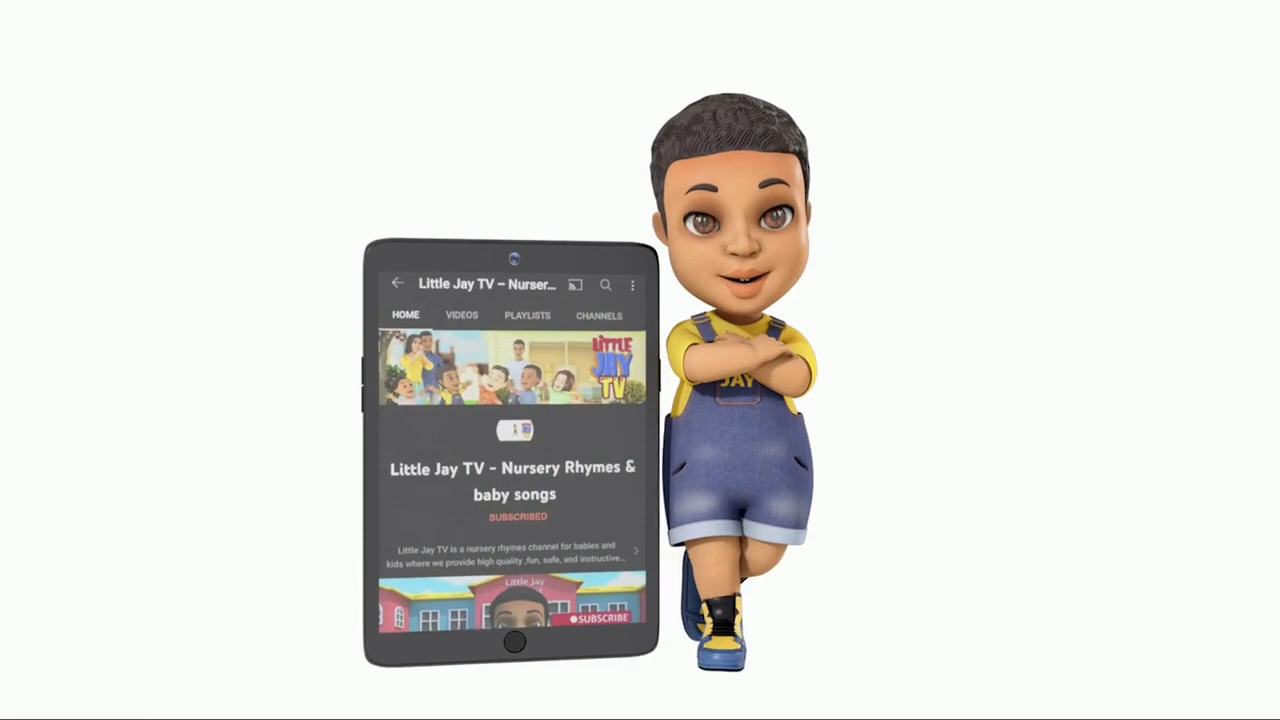 Little Jay TV – Nurser...
HOME VIDEOS PLAYLISTS CHANNELS
LITTLE
JAY
TV
Little Jay TV - Nursery Rhymes &
baby songs
SUBSCRIBED
Little Jay TV is a nursery rhymes channel for babies and
kids where we provide high quality ,fun, safe, and instructive...
Little Jay
SUBSCRIBE
JAY